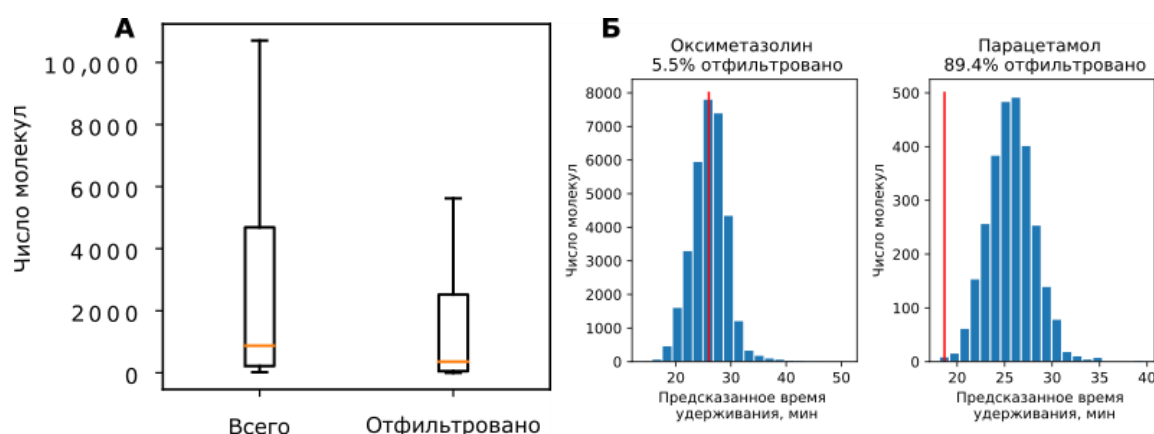 А
Число молекул
10,000
8000
6000
4000
2000
0
Всего
Отфильтровано
Б
Оксиметазолин
5.5% отфильтровано
Число молекул
8000
7000
6000
5000
4000
3000
2000
1000
0
20
30
40
50
Предсказанное время
удерживания, мин
Парацетамол
89.4% отфильтровано
Число молекул
500
400
300
200
100
0
20
25
30
35
40
Предсказанное время
удерживания, мин